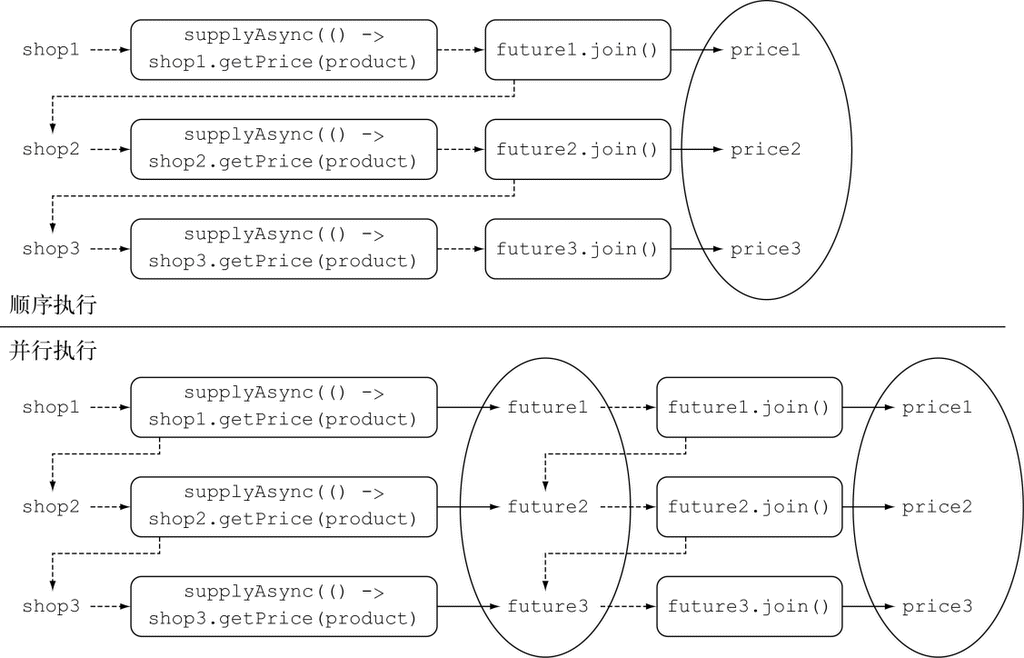 supplyAsync(() ->
shop1 shop1.getPrice(product) future1.join() price1
supplyAsync(() ->
shop2 shop2.getPrice(product) future2.join() price2
supplyAsync(() ->
shop3 shop3.getPrice(product) future3.join() price3
顺序执行
并行执行
supplyAsync(() ->
shop1 shop1.getPrice(product) future1 future1.join() price1
supplyAsync(() ->
shop2 shop2.getPrice(product) future2 future2.join() price2
supplyAsync(() ->
shop3 shop3.getPrice(product) future3 future3.join() price3